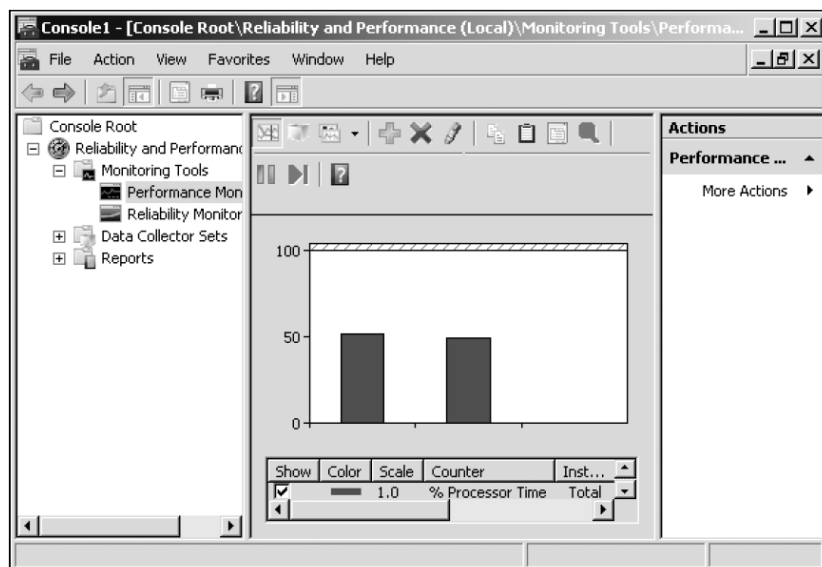 Console1 - [Console Root\Reliability and Performance (Local)\Monitoring Tools\Performa...
File Action View Favorites Window Help
Console Root
Reliability and Performanc
Monitoring Tools
Performance Mon
Reliability Monitor
Data Collector Sets
Reports
100
50
0
Show Color Scale Counter Inst...
1.0 % Processor Time Total
Actions
Performance ...
More Actions